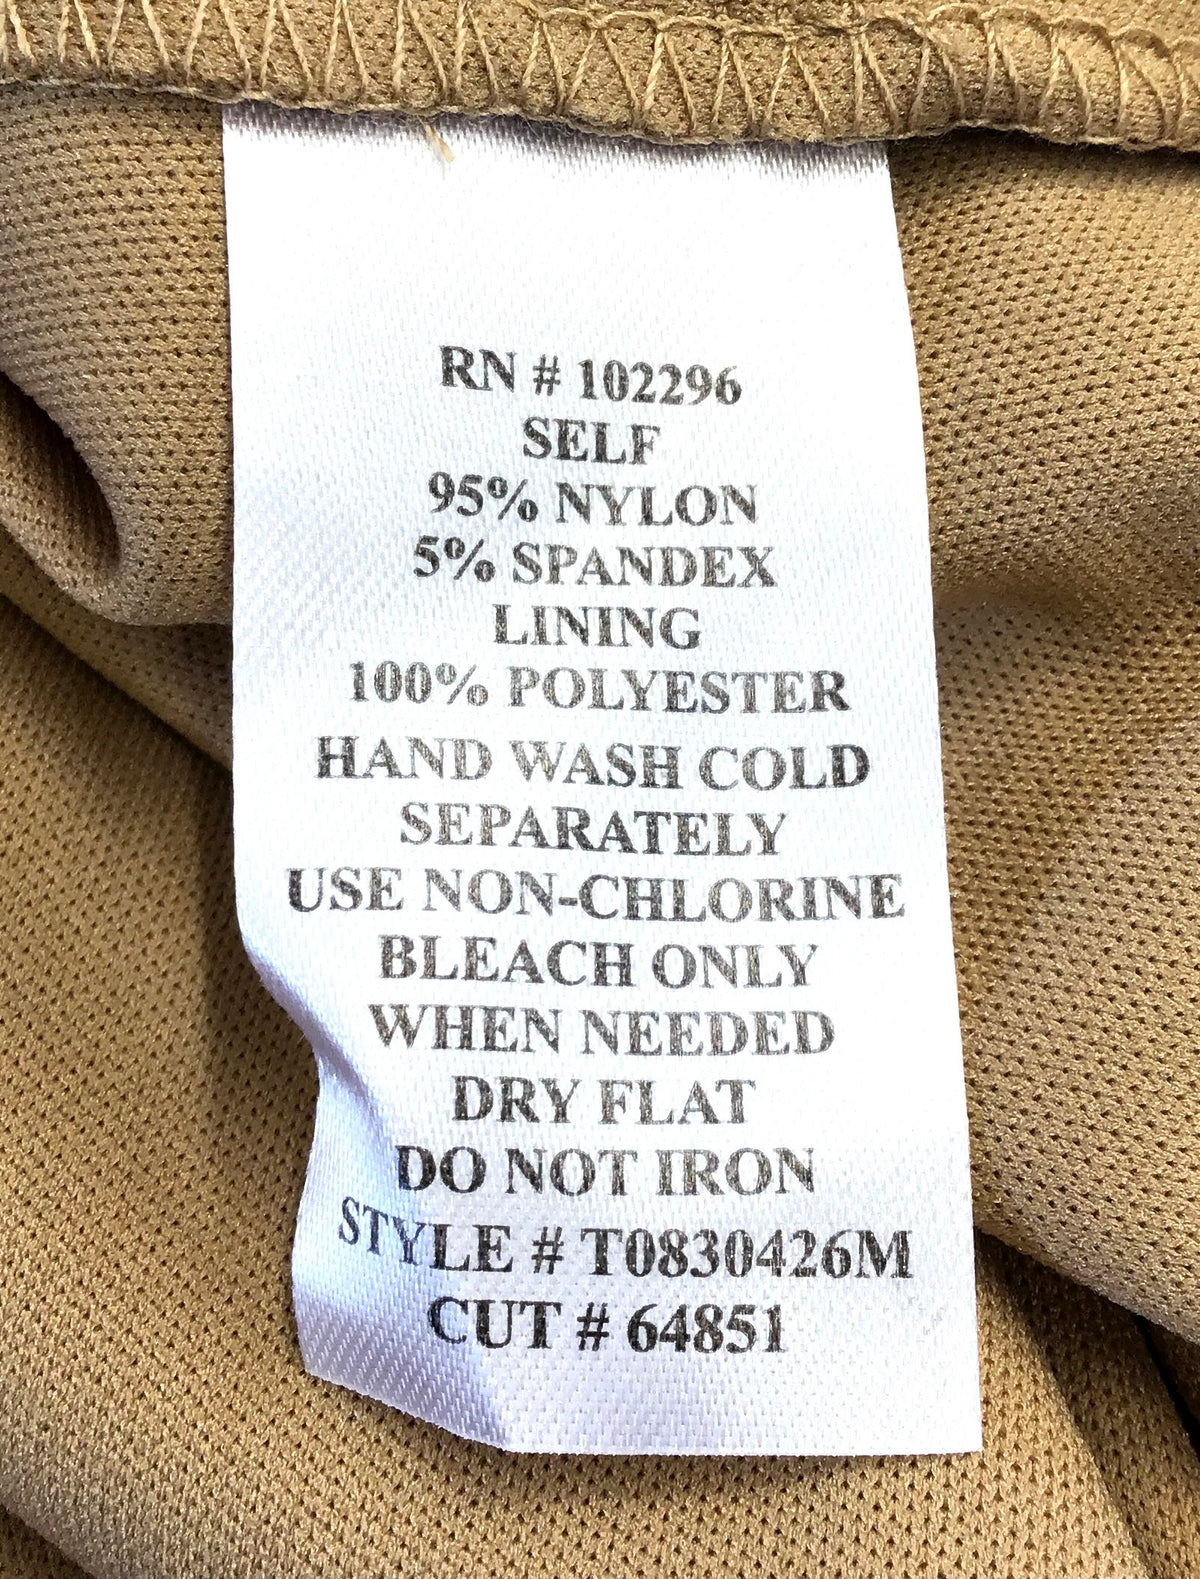 RN # 102296
SELF
95% NYLON
5% SPANDEX
LINING
100% POLYESTER
HAND WASH COLD
SEPARATELY
USE NON-CHLORINE
BLEACH ONLY
WHEN NEEDED
DRY FLAT
DO NOT IRON
STYLE # T0830426M
CUT # 64851